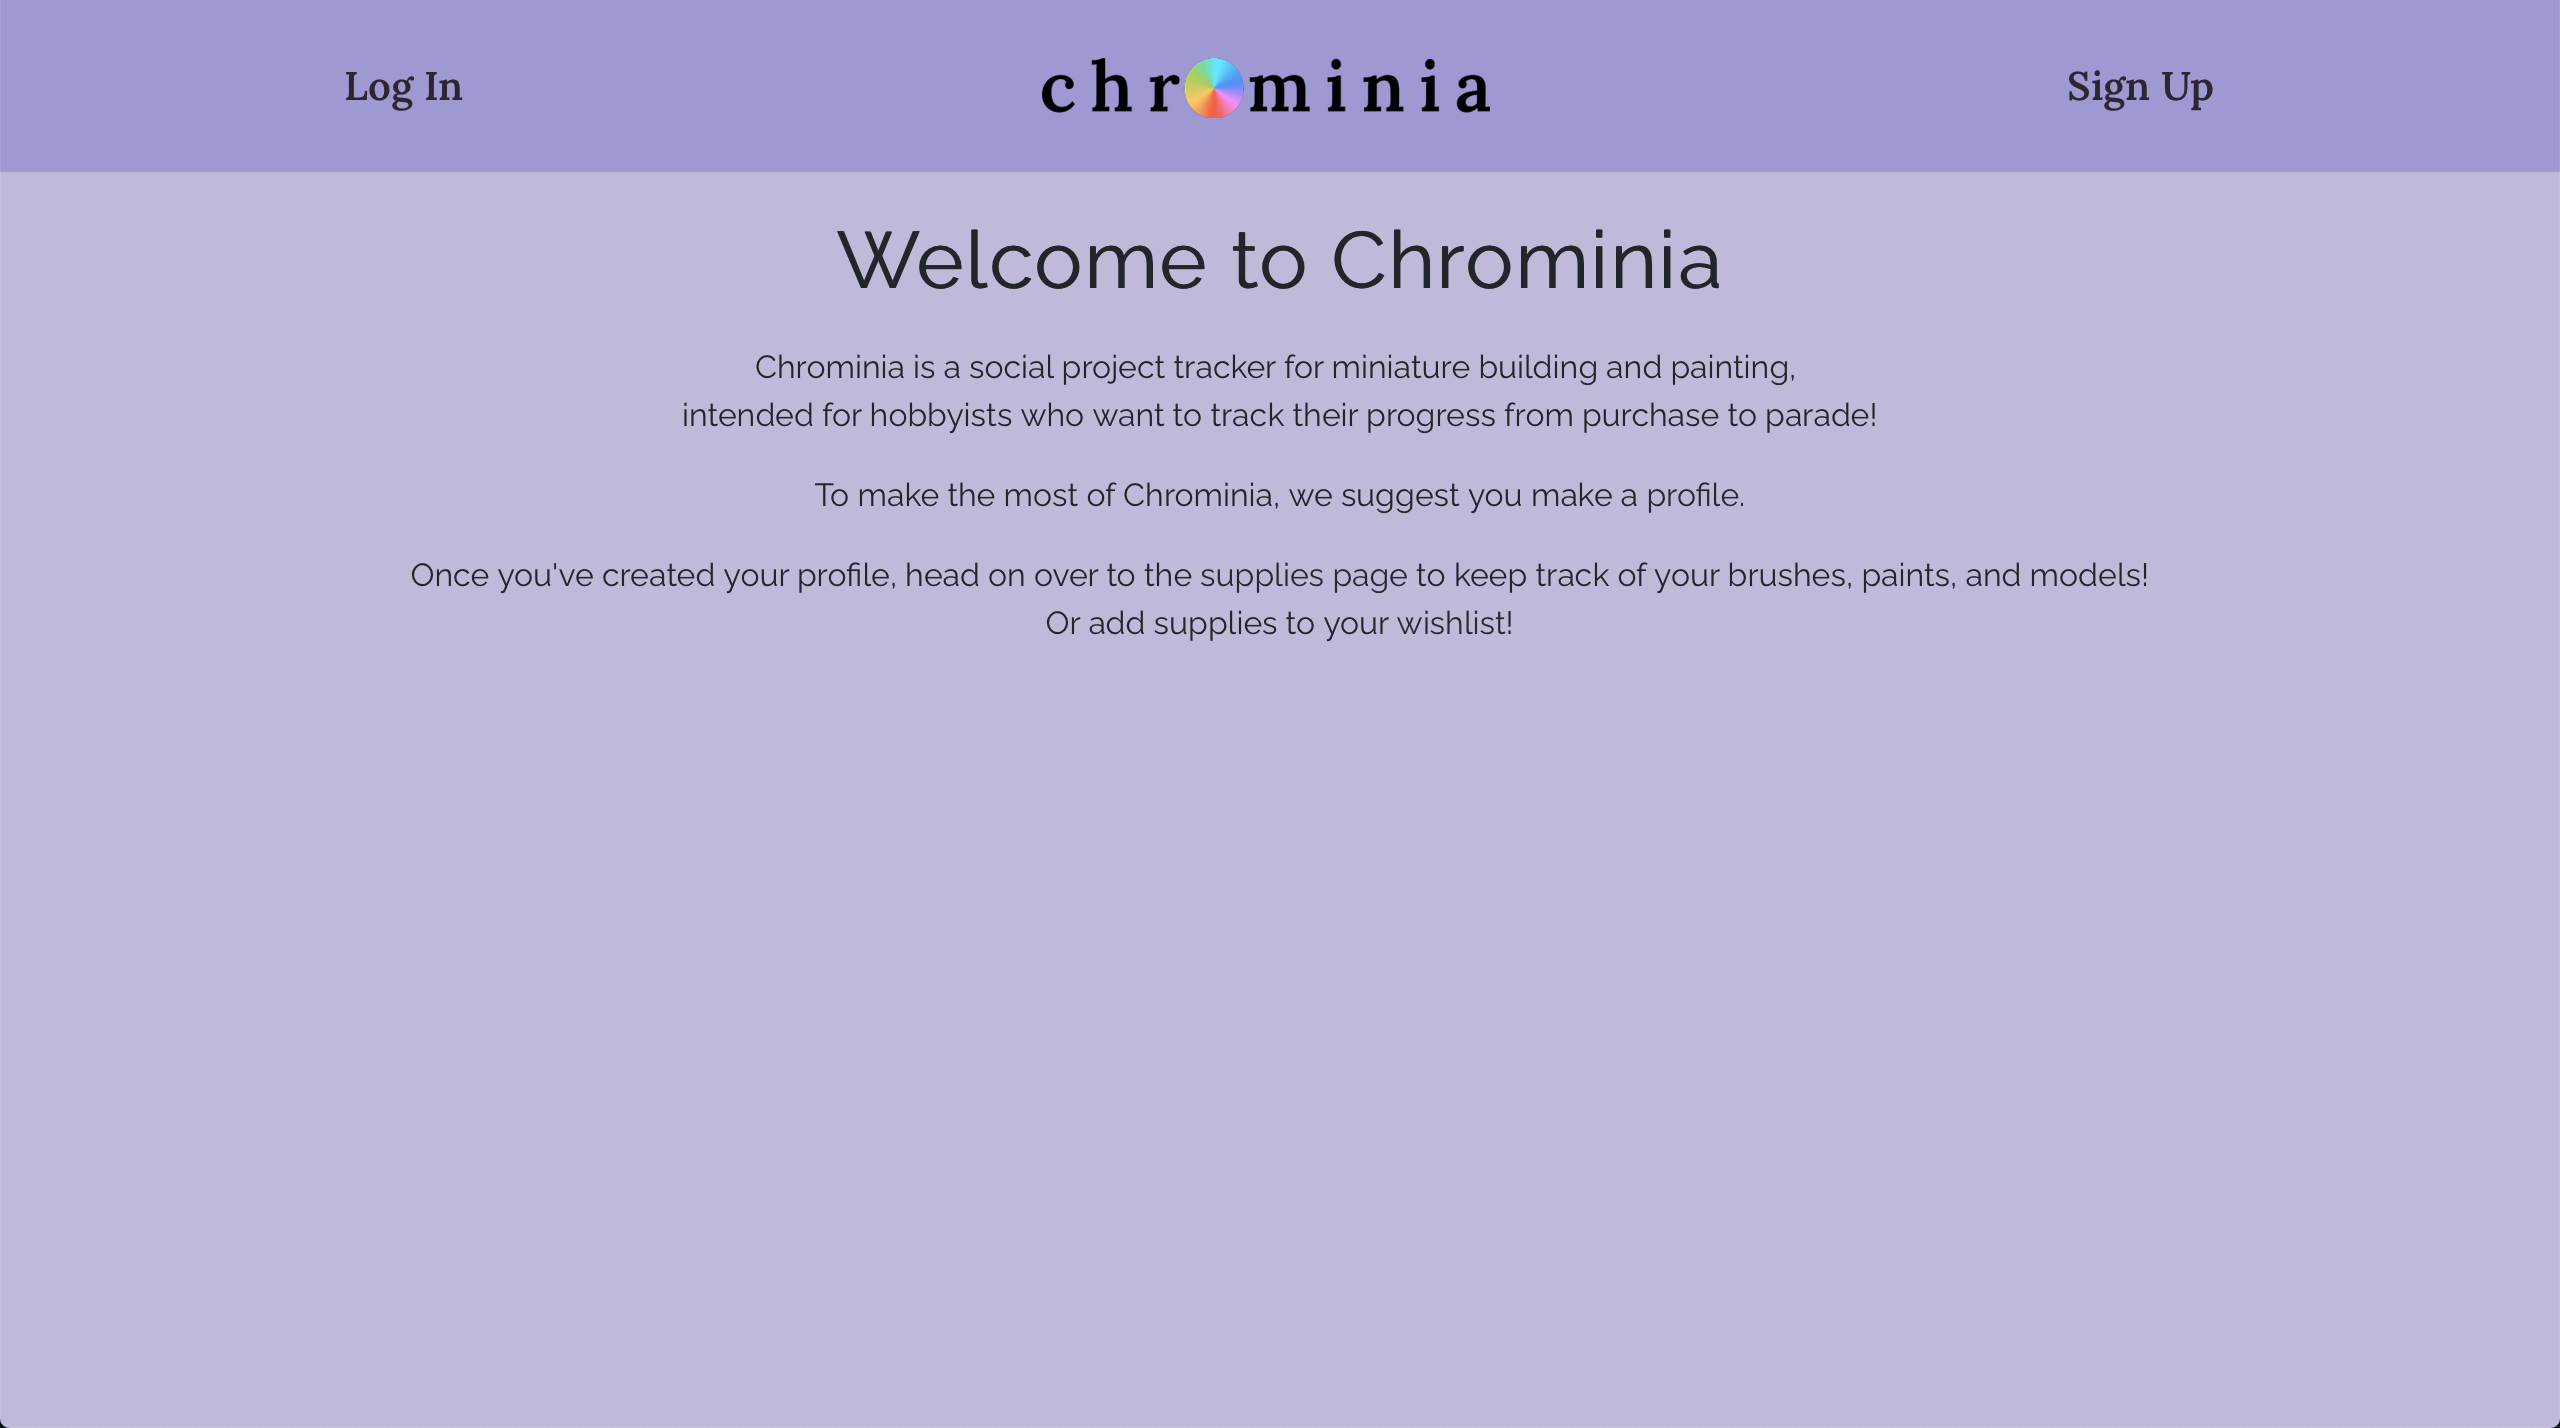 Log In
chrominia
Sign Up
Welcome to Chrominia
Chrominia is a social project tracker for miniature building and painting,
intended for hobbyists who want to track their progress from purchase to parade!
To make the most of Chrominia, we suggest you make a profile.
Once you've created your profile, head on over to the supplies page to keep track of your brushes, paints, and models!
Or add supplies to your wishlist!